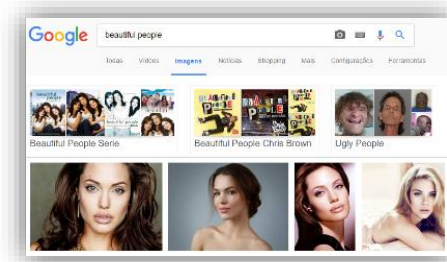 Google beautiful people
Todas Vídeos Imagens Notícias Shopping Mais Configurações Ferramentas
Beautiful People Serie Beautiful People Chris Brown Ugly People